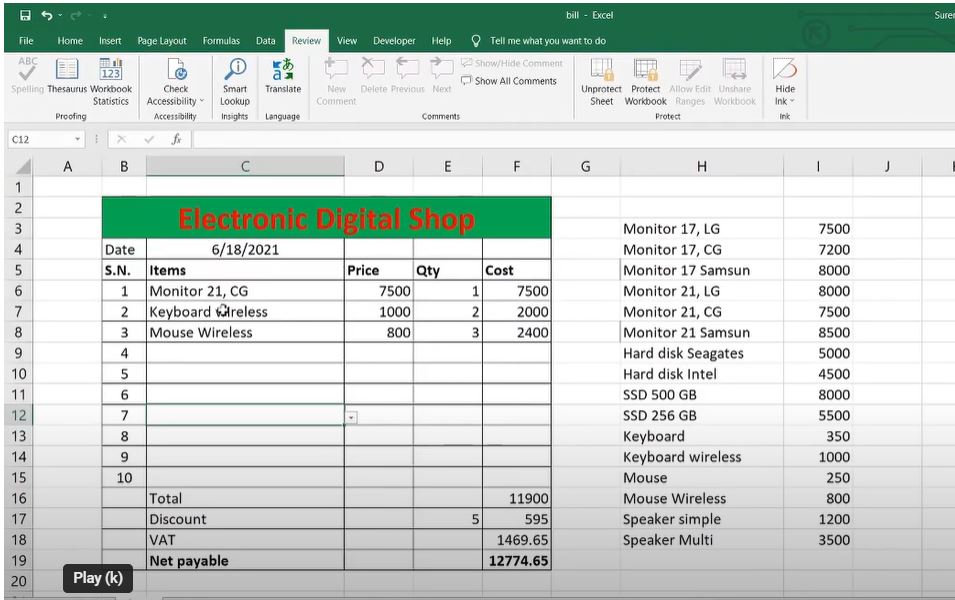 bill - Excel
Suren
File Home Insert Page Layout Formulas Data Review View Developer Help Tell me what you want to do
ABC
Spelling Thesaurus Workbook Statistics
123
Check Accessibility
Smart Lookup
Translate
New Comment
Delete Previous Next
Show/Hide Comment
Show All Comments
Unprotect Sheet
Protect Workbook
Allow Edit Ranges
Unshare Workbook
Hide Ink
Proofing Accessibility Insights Language Comments Protect Ink
C12 fx
A B C D E F G H I J
1
2 Electronic Digital Shop
3 Monitor 17, LG 7500
4 Date 6/18/2021 Monitor 17, CG 7200
5 S.N. Items Price Qty Cost Monitor 17 Samsun 8000
6 1 Monitor 21, CG 7500 1 7500 Monitor 21, LG 8000
7 2 Keyboard wireless 1000 2 2000 Monitor 21, CG 7500
8 3 Mouse Wireless 800 3 2400 Monitor 21 Samsun 8500
9 4 Hard disk Seagates 5000
10 5 Hard disk Intel 4500
11 6 SSD 500 GB 8000
12 7 SSD 256 GB 5500
13 8 Keyboard 350
14 9 Keyboard wireless 1000
15 10 Mouse 250
16 Total 11900 Mouse Wireless 800
17 Discount 5 595 Speaker simple 1200
18 VAT 1469.65 Speaker Multi 3500
19 Net payable 12774.65
20
Play (k)